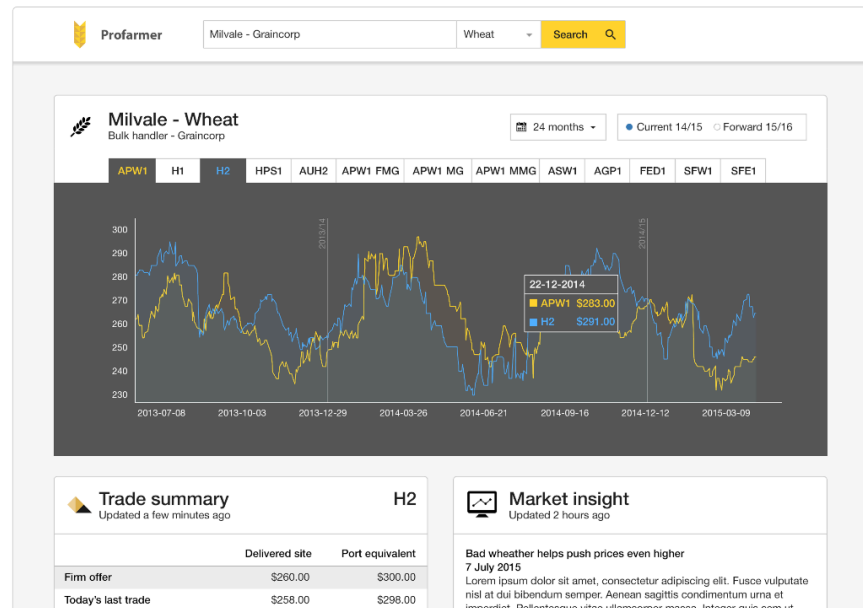 Profarmer
Milvale - Graincorp
Wheat
Search
Milvale - Wheat
Bulk handler - Graincorp
24 months
Current 14/15
Forward 15/16
APW1 H1 H2 HPS1 AUH2 APW1 FMG APW1 MG APW1 MMG ASW1 AGP1 FED1 SFW1 SFE1
300
290
280
270
260
250
240
230
2013/14
2014/15
22-12-2014
APW1 $283.00
H2 $291.00
2013-07-08 2013-10-03 2013-12-29 2014-03-26 2014-06-21 2014-09-16 2014-12-12 2015-03-09
Trade summary
Updated a few minutes ago
H2
Delivered site Port equivalent
Firm offer $260.00 $300.00
Today's last trade $258.00 $298.00
Market insight
Updated 2 hours ago
Bad wheather helps push prices even higher
7 July 2015
Lorem ipsum dolor sit amet, consectetur adipiscing elit. Fusce vulputate
nisl at dui bibendum semper. Aenean sagittis condimentum urna et